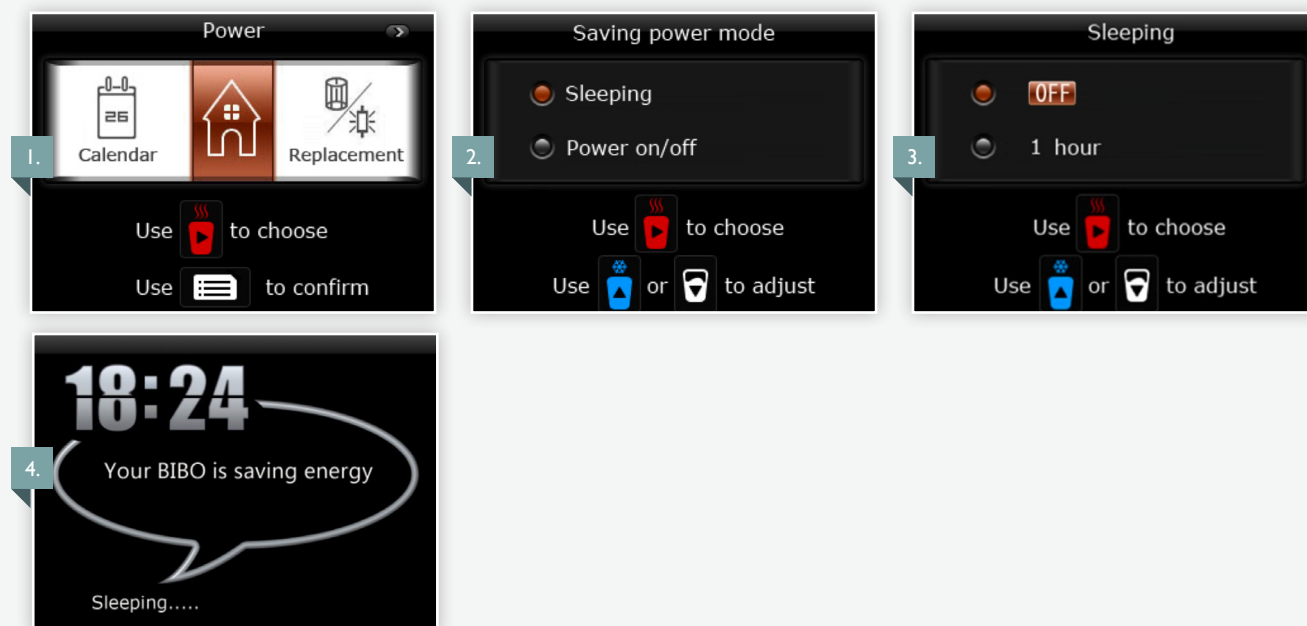 Power
1.
26
Calendar
Replacement
Use to choose
Use to confirm
Saving power mode
2.
Sleeping
Power on/off
Use to choose
Use or to adjust
Sleeping
3.
OFF
1 hour
Use to choose
Use or to adjust
4.
18:24
Your BIBO is saving energy
Sleeping.....